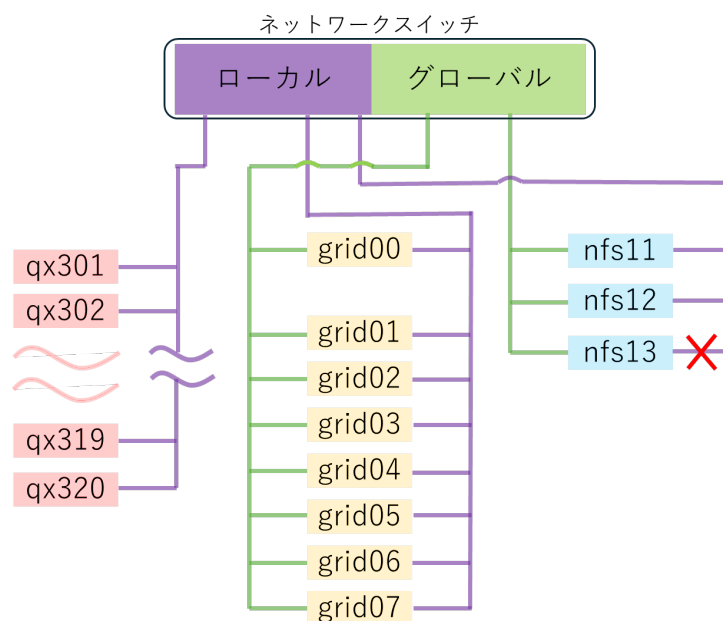 ネットワークスイッチ
ローカル
グローバル
qx301
qx302
qx319
qx320
grid00
grid01
grid02
grid03
grid04
grid05
grid06
grid07
nfs11
nfs12
nfs13